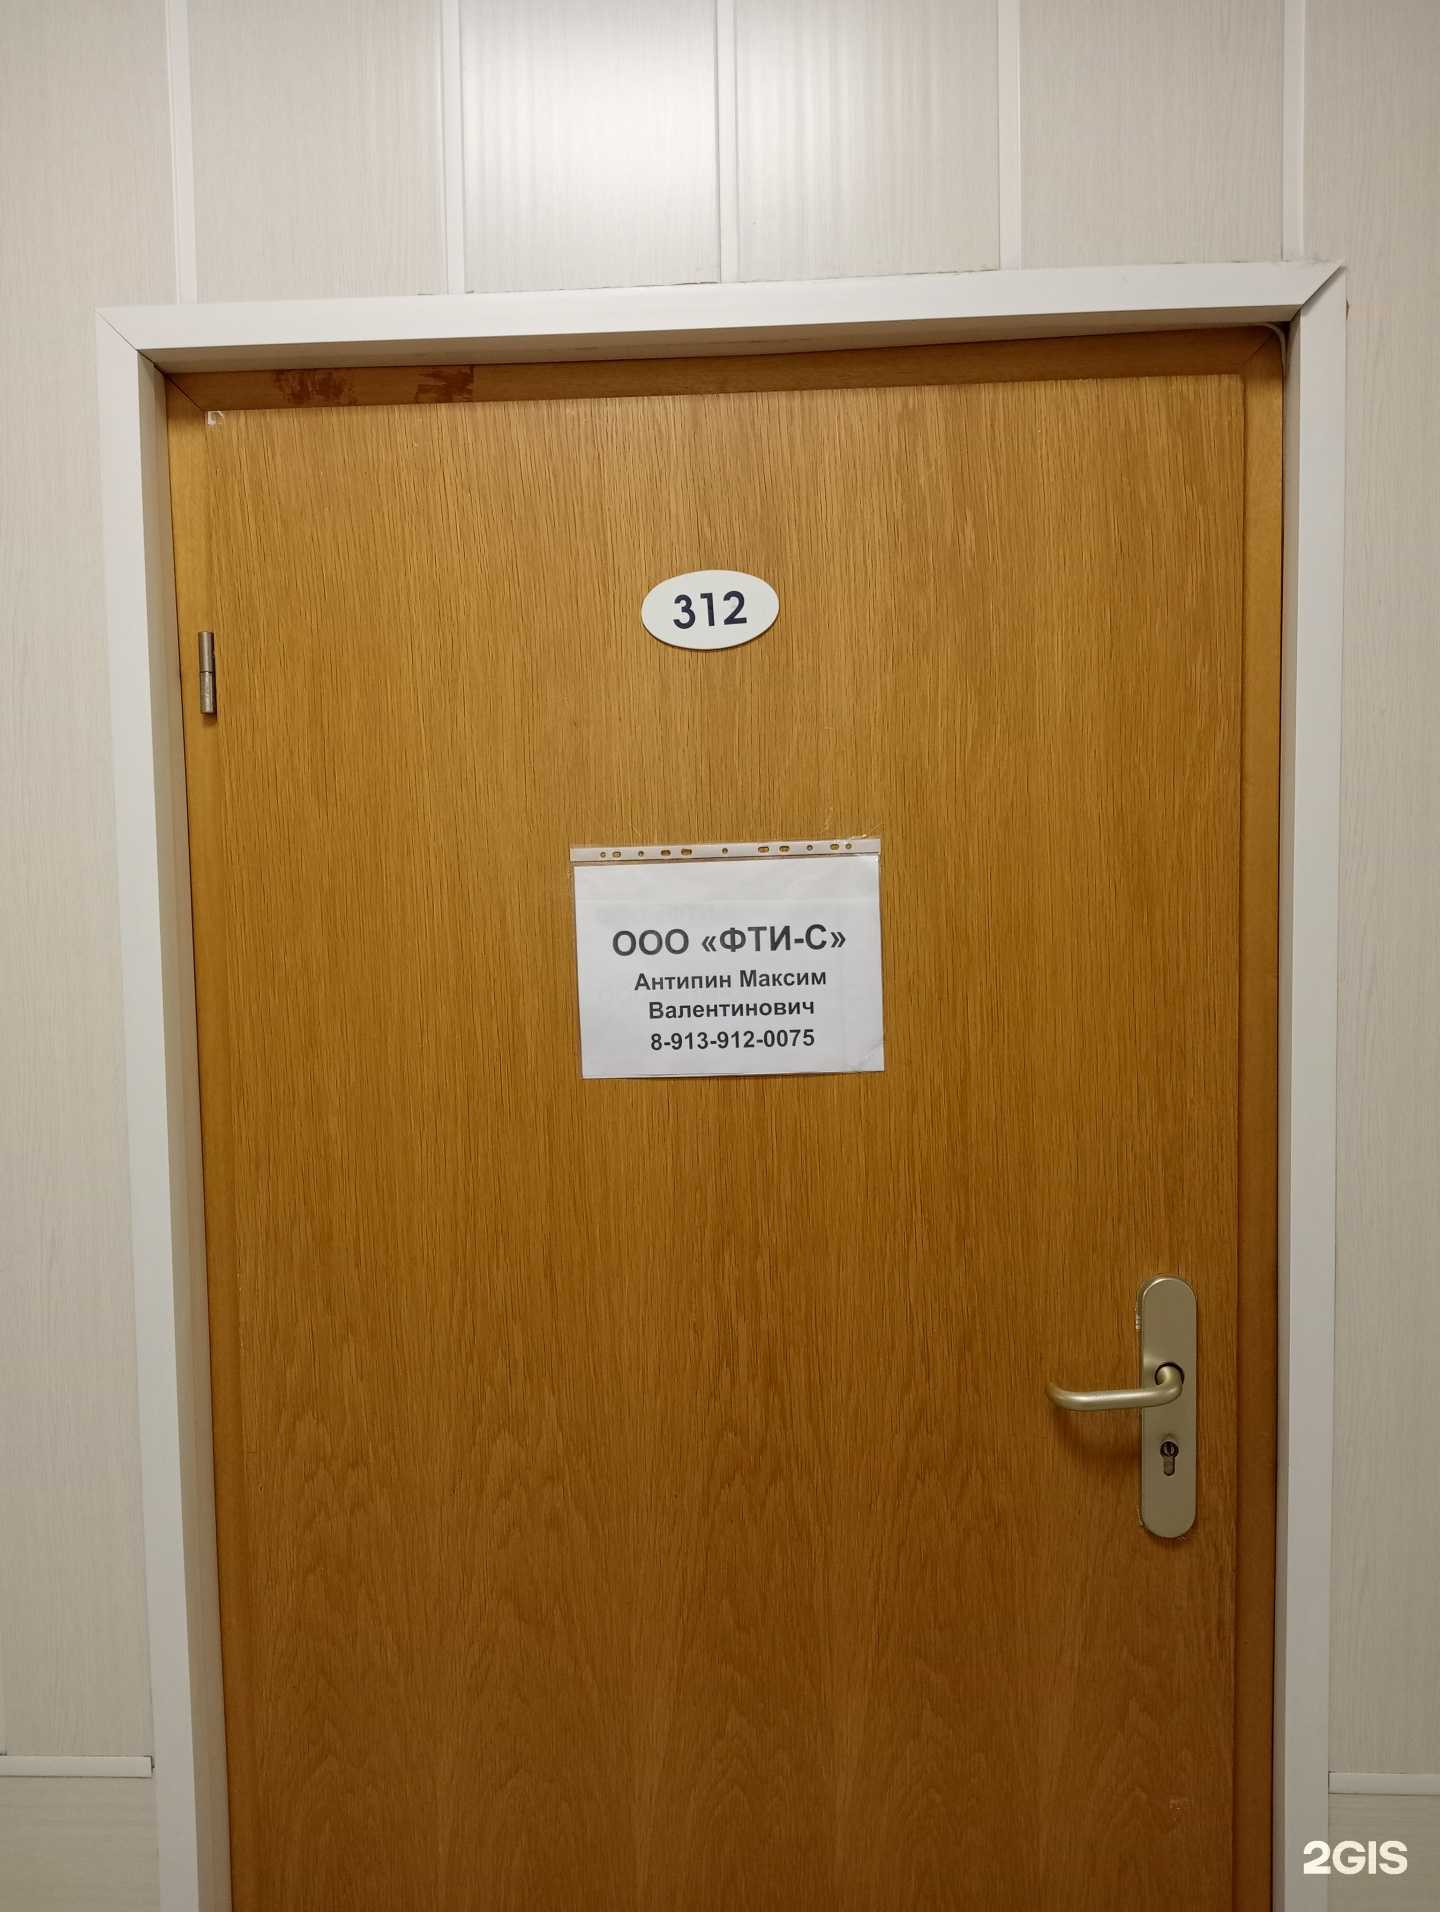 312
ООО «ФТИ-С»
Антипин Максим
Валентинович
8-913-912-0075
2GIS